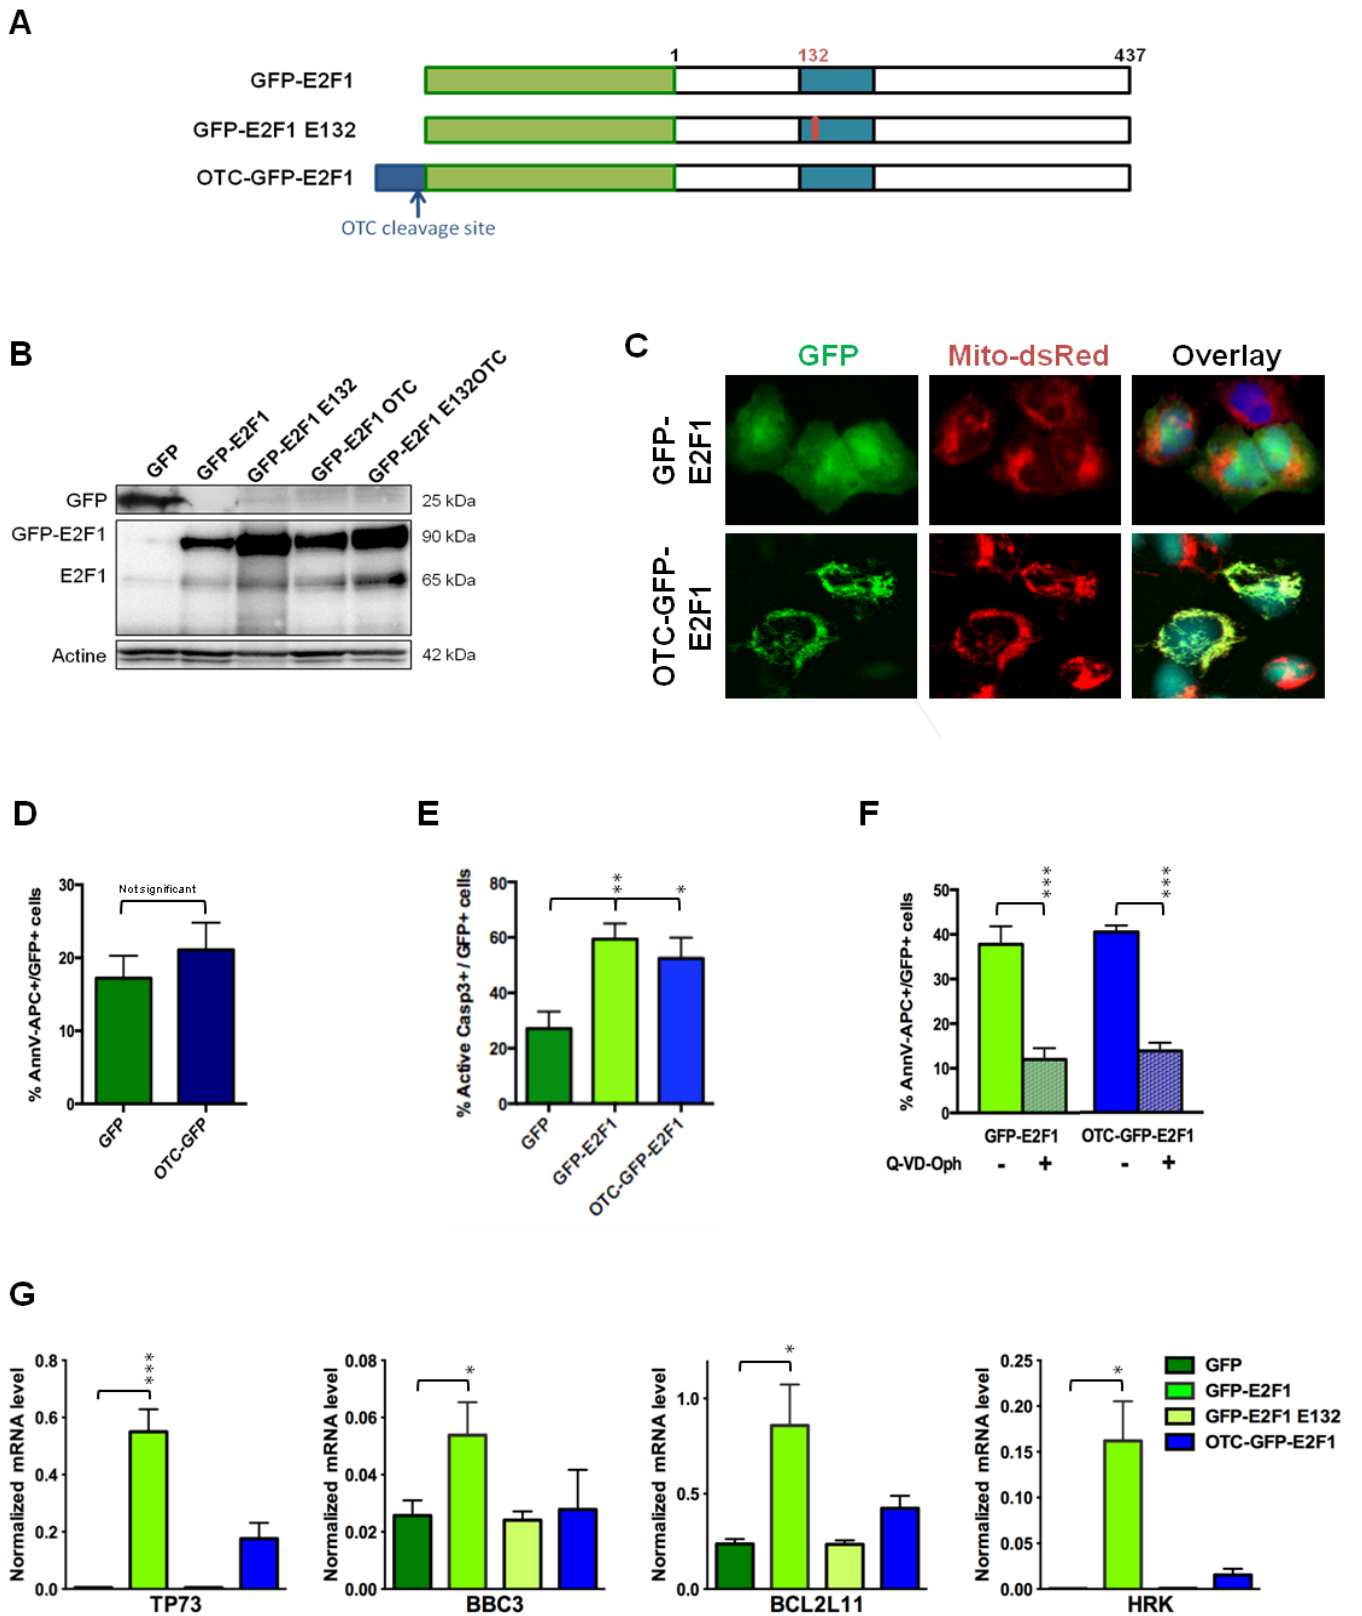 A
1 132 437
GFP-E2F1
GFP-E2F1 E132
OTC-GFP-E2F1
OTC cleavage site
B
GFP GFP-E2F1 GFP-E2F1 E132 GFP-E2F1 OTC GFP-E2F1 E132OTC
GFP 25 kDa
GFP-E2F1 90 kDa
E2F1 65 kDa
Actine 42 kDa
C
GFP Mito-dsRed Overlay
GFP-
E2F1
OTC-GFP-
E2F1
D
% AnnV-APC+/GFP+ cells
30
20
10
0
Not significant
GFP OTC-GFP
E
% Active Casp3+ / GFP+ cells
80
60
40
20
0
** *
GFP GFP-E2F1 OTC-GFP-E2F1
F
% AnnV-APC+/GFP+ cells
50
40
30
20
10
0
*** ***
GFP-E2F1 OTC-GFP-E2F1
Q-VD-Oph - + - +
G
Normalized mRNA level
0.8
0.6
0.4
0.2
0.0
***
TP73
Normalized mRNA level
0.08
0.06
0.04
0.02
0.00
*
BBC3
Normalized mRNA level
1.0
0.5
0.0
*
BCL2L11
Normalized mRNA level
0.25
0.20
0.15
0.10
0.05
0.00
*
HRK
GFP
GFP-E2F1
GFP-E2F1 E132
OTC-GFP-E2F1